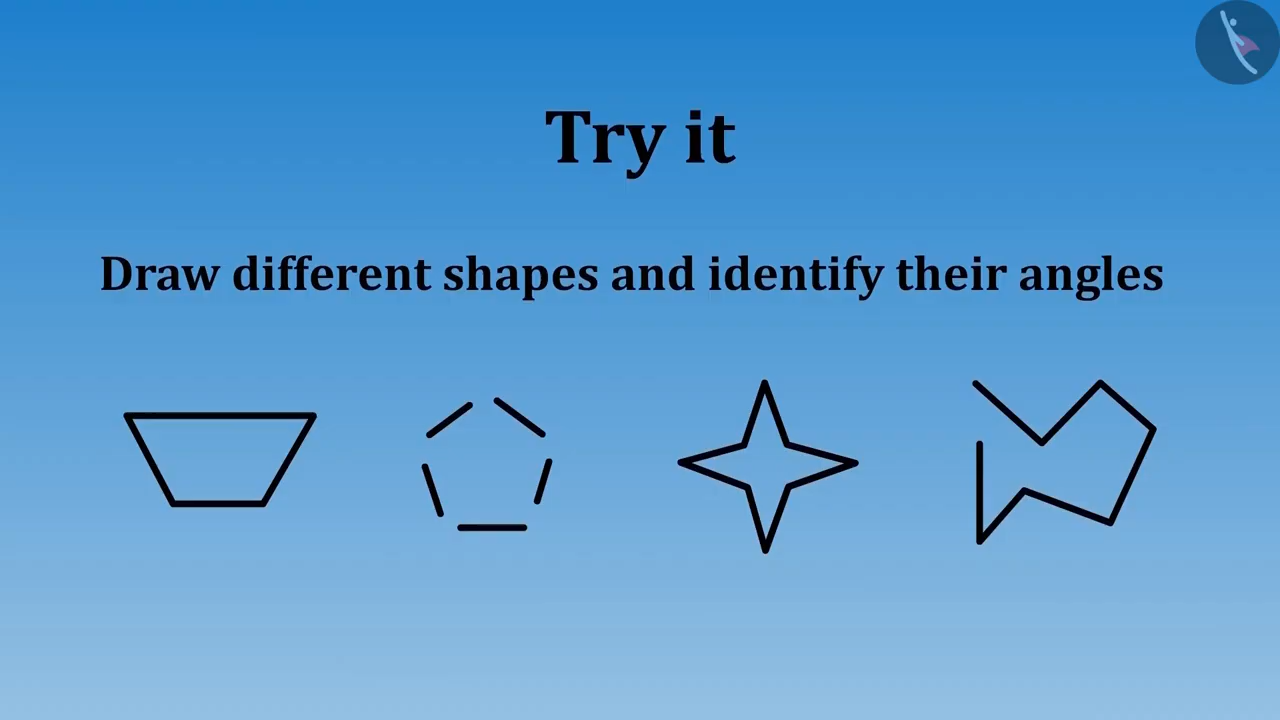 Try it
Draw different shapes and identify their angles